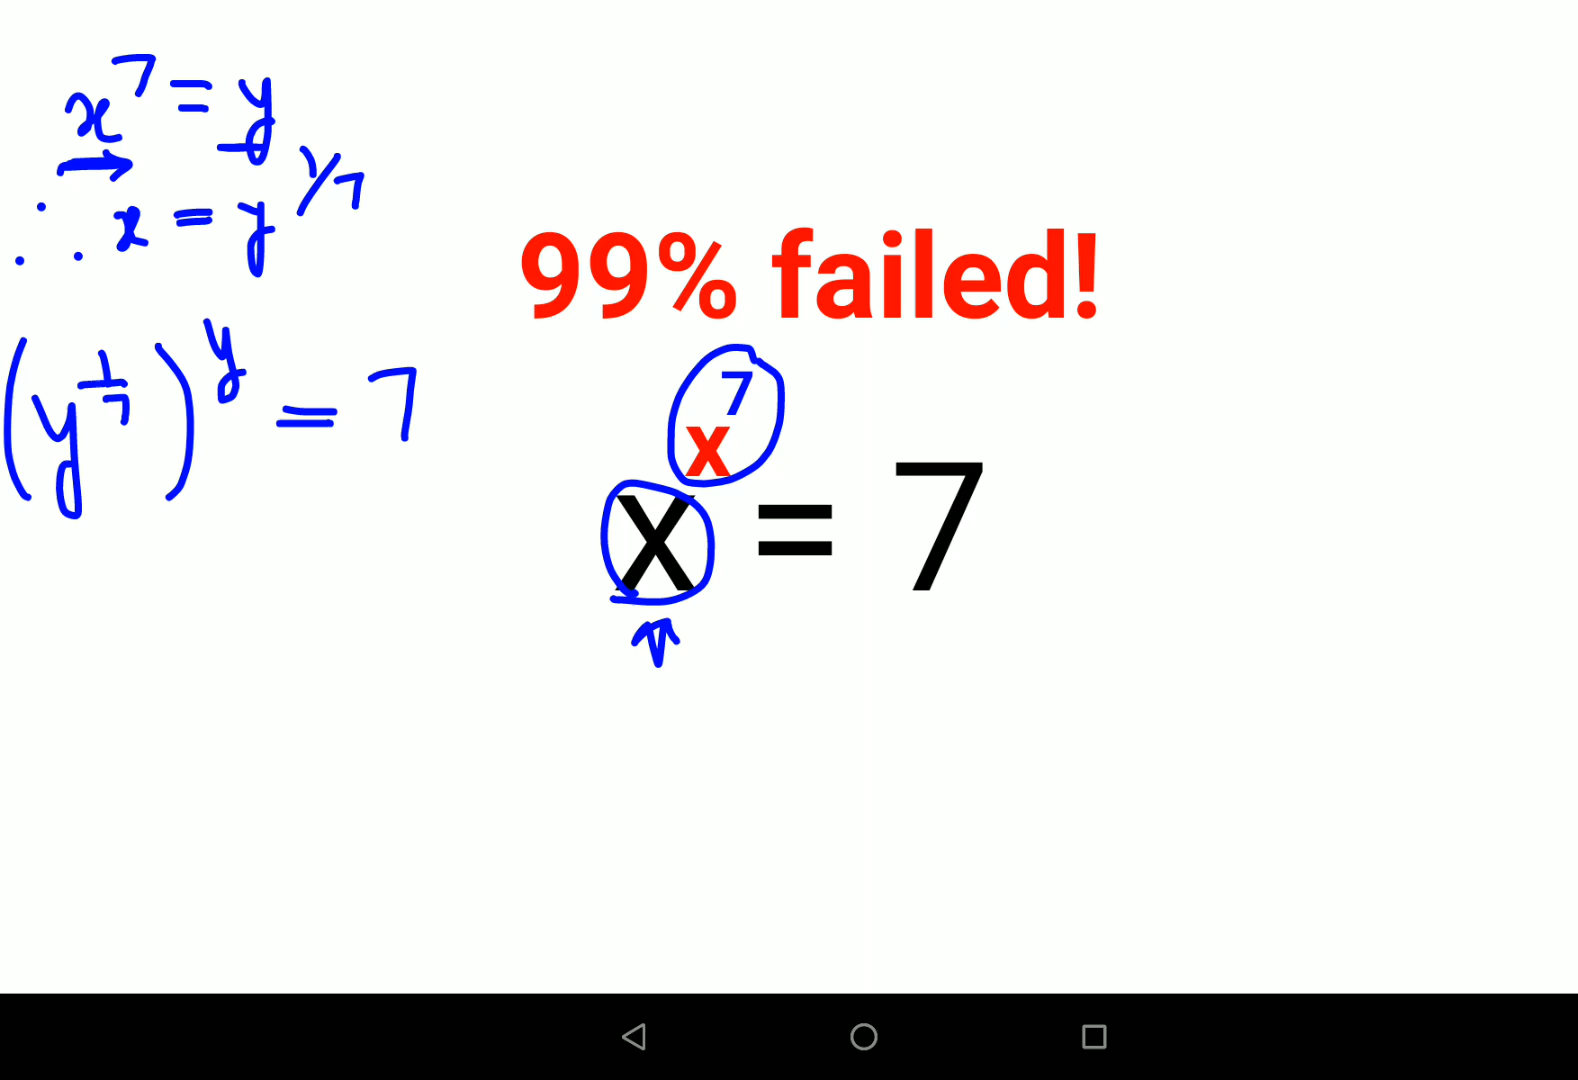 x^7 = y
∴ x = y^1/7
(y^1/7)^y = 7
99% failed!
x^x^7 = 7